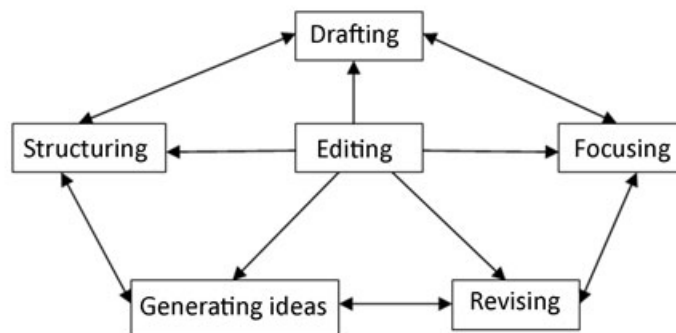 Drafting
Structuring
Editing
Focusing
Generating ideas
Revising